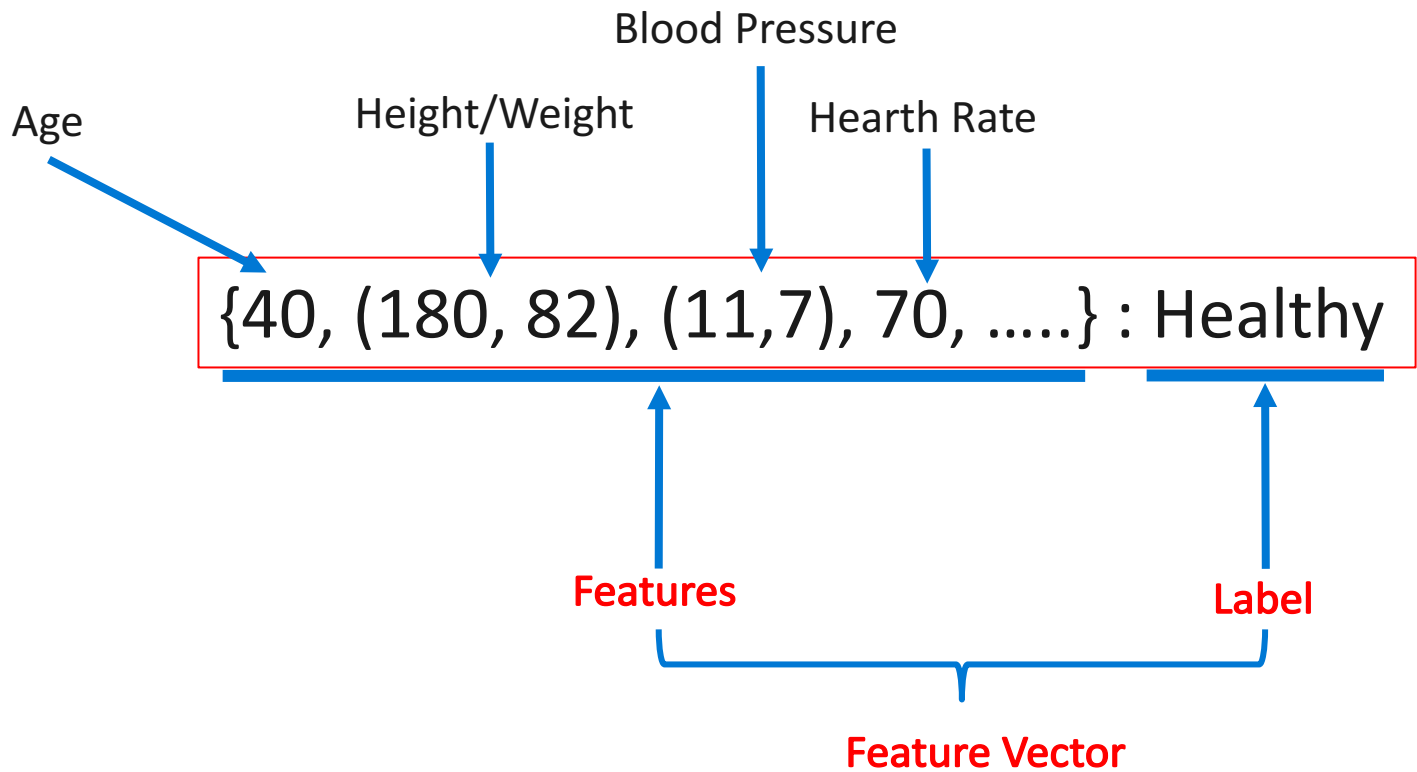 Blood Pressure
Age
Height/Weight
Hearth Rate
{40, (180, 82), (11,7), 70, .....} : Healthy
Features
Label
Feature Vector